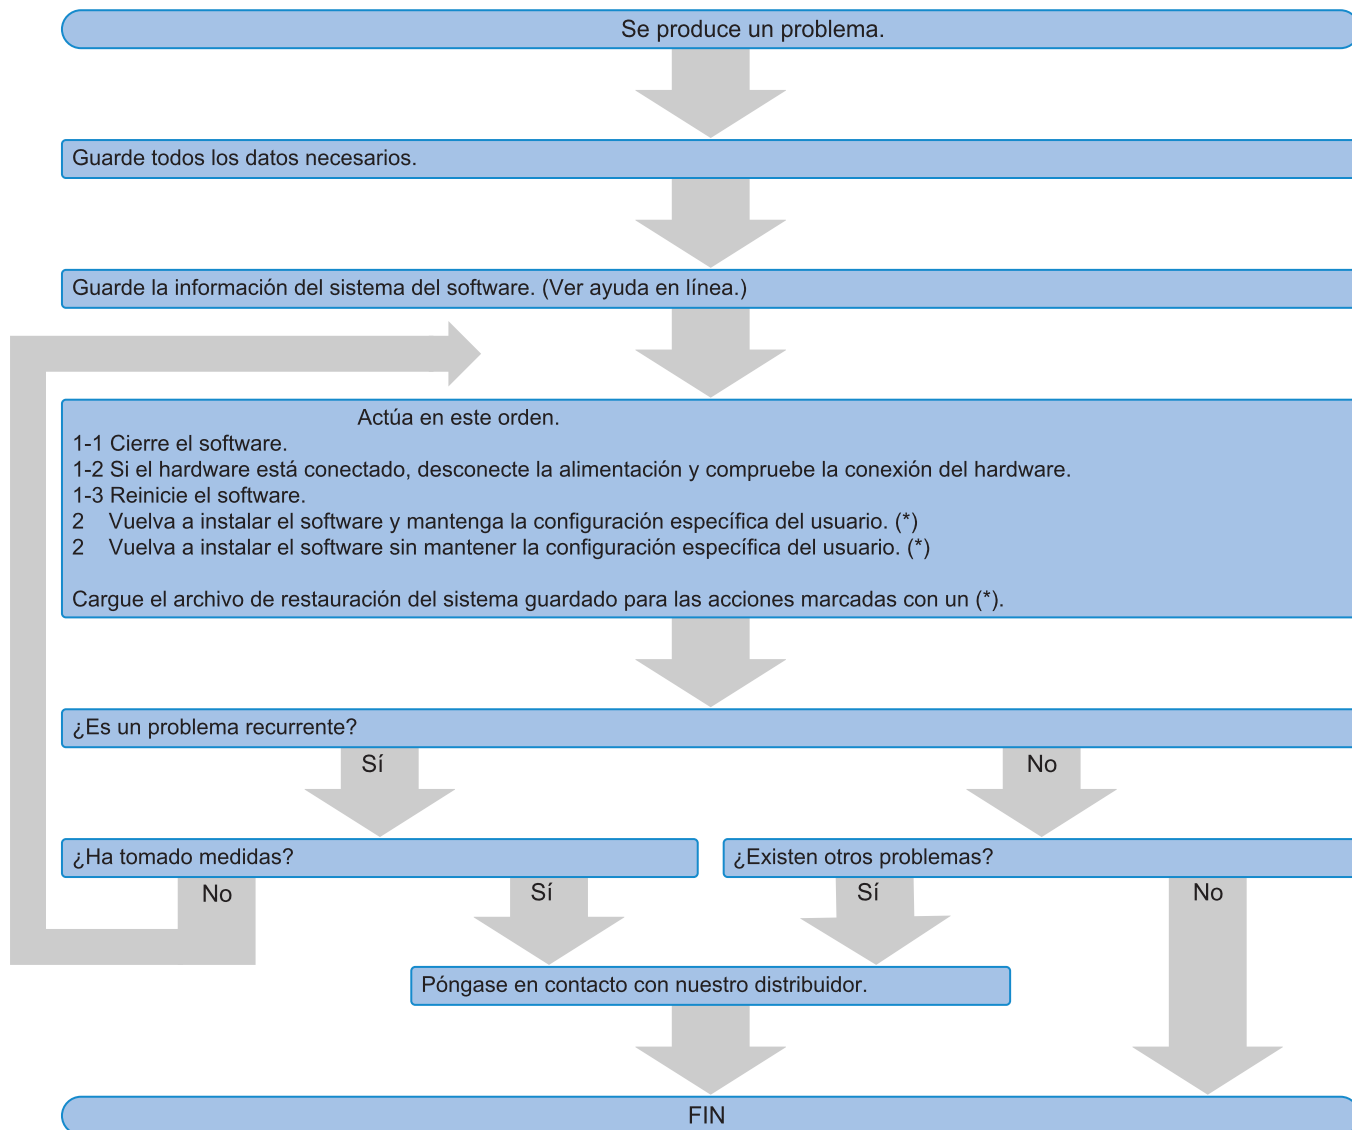 Se produce un problema.
Guarde todos los datos necesarios.
Guarde la información del sistema del software. (Ver ayuda en línea.)
Actúa en este orden.
1-1 Cierre el software.
1-2 Si el hardware está conectado, desconecte la alimentación y compruebe la conexión del hardware.
1-3 Reinicie el software.
2 Vuelva a instalar el software y mantenga la configuración específica del usuario. (*)
2 Vuelva a instalar el software sin mantener la configuración específica del usuario. (*)
Cargue el archivo de restauración del sistema guardado para las acciones marcadas con un (*).
¿Es un problema recurrente?
Sí
No
¿Ha tomado medidas?
¿Existen otros problemas?
No
Sí
Sí
No
Póngase en contacto con nuestro distribuidor.
FIN